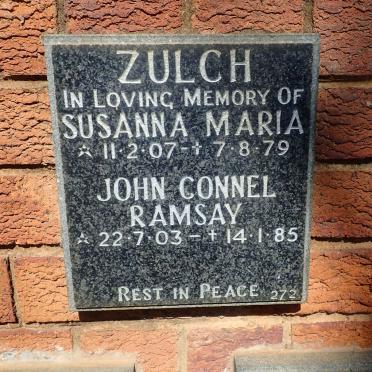 ZULCH
IN LOVING MEMORY OF
SUSANNA MARIA
☆ 11·2·07 - † 7·8·79
JOHN CONNEL
RAMSAY
☆ 22·7·03 - † 14·1·85
REST IN PEACE 272